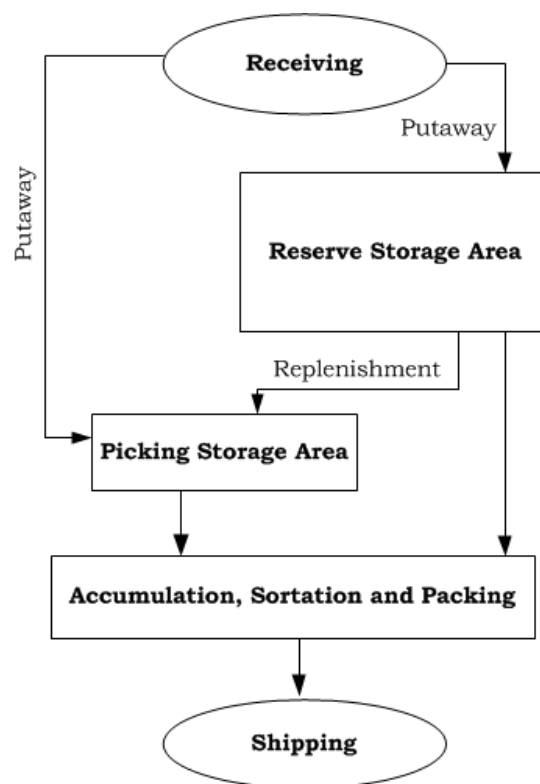 Receiving
Putaway
Putaway
Reserve Storage Area
Replenishment
Picking Storage Area
Accumulation, Sortation and Packing
Shipping